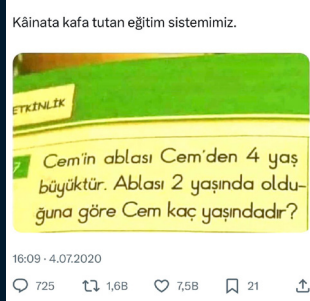 Kâinata kafa tutan eğitim sistemimiz.
ETKİNLİK
7 Cem'in ablası Cem'den 4 yaş
büyüktür. Ablası 2 yaşında oldu-
ğuna göre Cem kaç yaşındadır?
16:09 · 4.07.2020
725 1,6B 7,5B 21